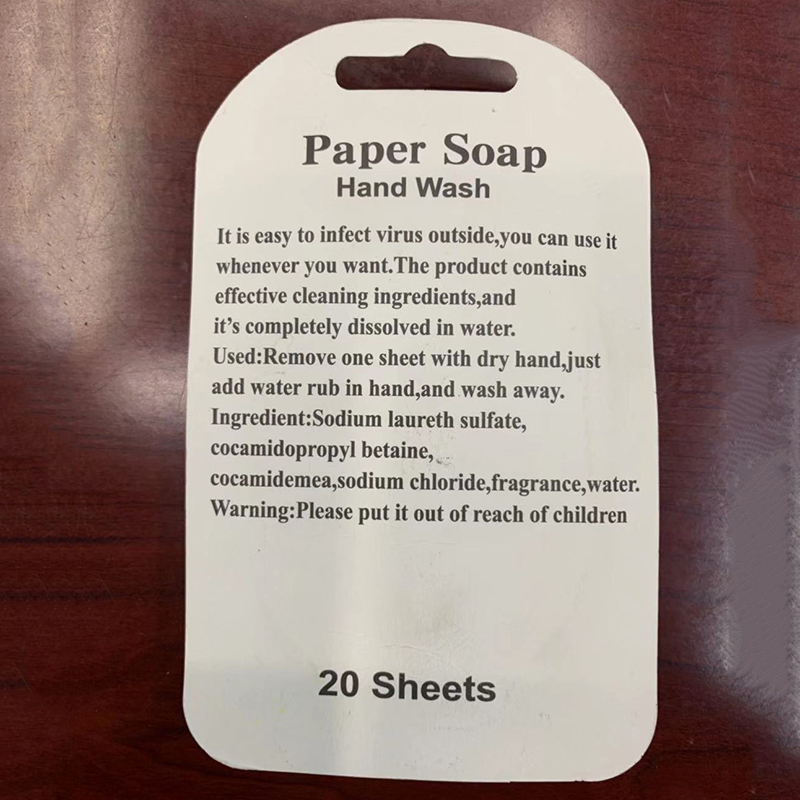 Paper Soap
Hand Wash
It is easy to infect virus outside,you can use it
whenever you want.The product contains
effective cleaning ingredients,and
it's completely dissolved in water.
Used:Remove one sheet with dry hand,just
add water rub in hand,and wash away.
Ingredient:Sodium laureth sulfate,
cocamidopropyl betaine,
cocamidemea,sodium chloride,fragrance,water.
Warning:Please put it out of reach of children
20 Sheets